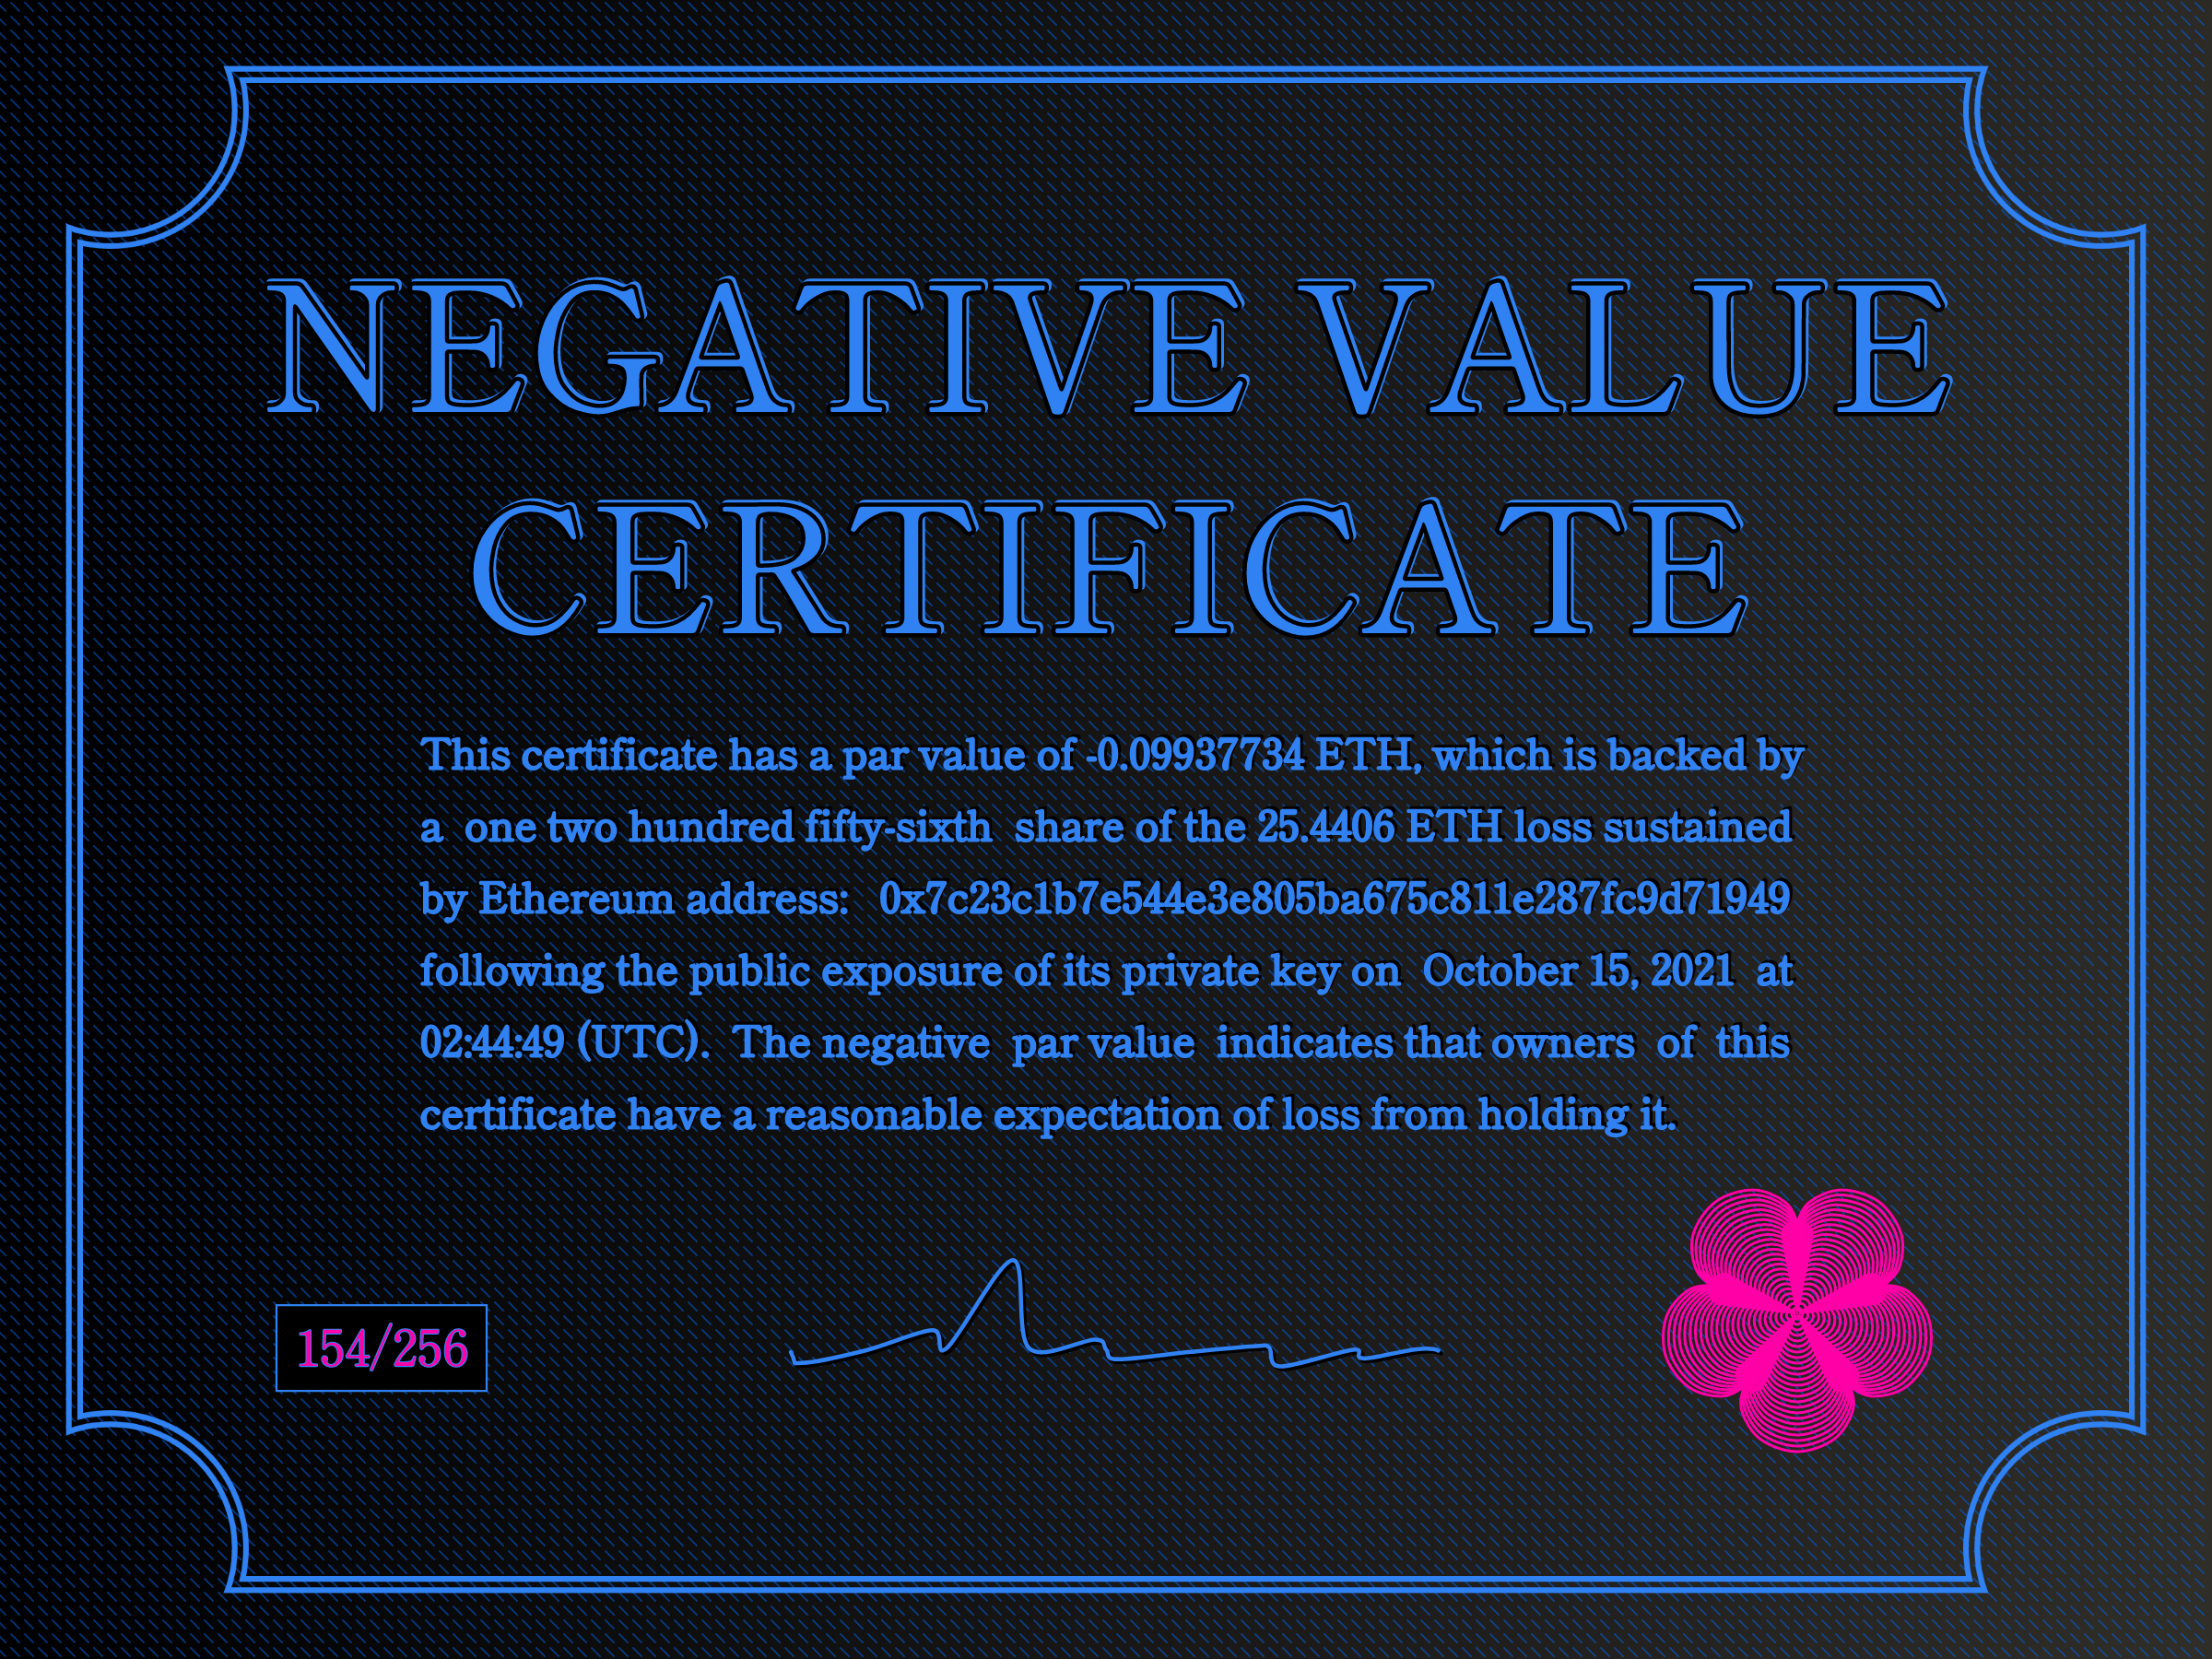 NEGATIVE VALUE
CERTIFICATE
This certificate has a par value of -0.09937734 ETH, which is backed by
a one two hundred fifty-sixth share of the 25.4406 ETH loss sustained
by Ethereum address: 0x7c23c1b7e544e3e805ba675c811e287fc9d71949
following the public exposure of its private key on October 15, 2021 at
02:44:49 (UTC). The negative par value indicates that owners of this
certificate have a reasonable expectation of loss from holding it.
154/256